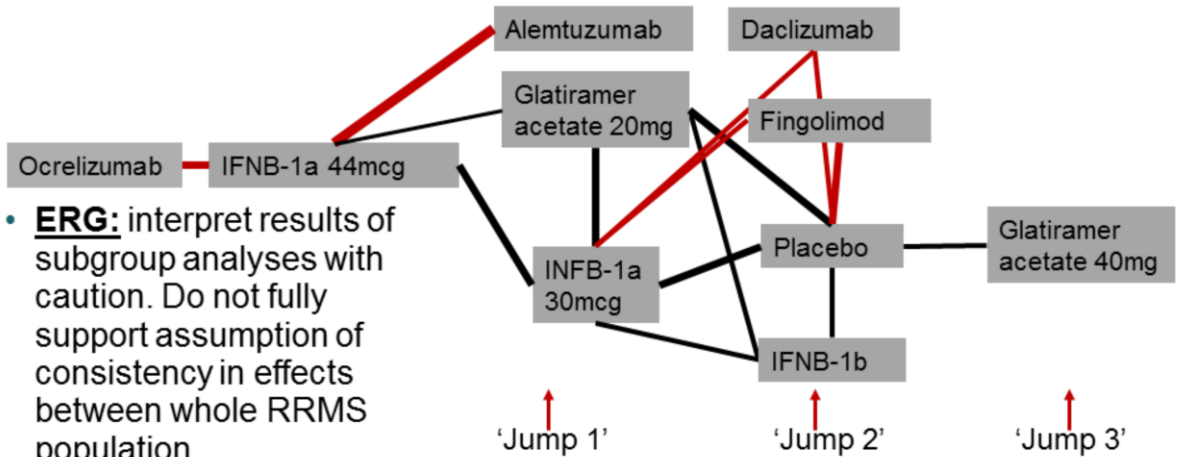 Alemtuzumab
Daclizumab
Glatiramer
acetate 20mg
Fingolimod
Ocrelizumab
IFNB-1a 44mcg
• ERG: interpret results of
subgroup analyses with
caution. Do not fully
support assumption of
consistency in effects
between whole RRMS
population
INFB-1a
30mcg
Placebo
Glatiramer
acetate 40mg
IFNB-1b
‘Jump 1’
‘Jump 2’
‘Jump 3’